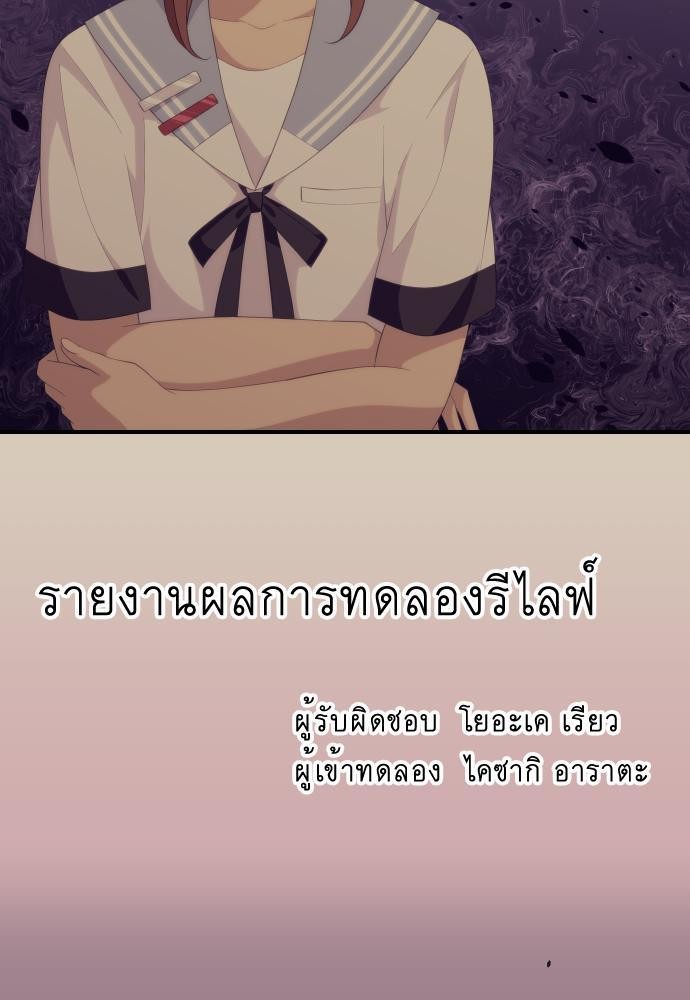 รายงานผลการทดลองรีไลฟ์
ผู้รับผิดชอบ โยอะเค เรียว
ผู้เข้าทดลอง ไคซากิ อาราตะ